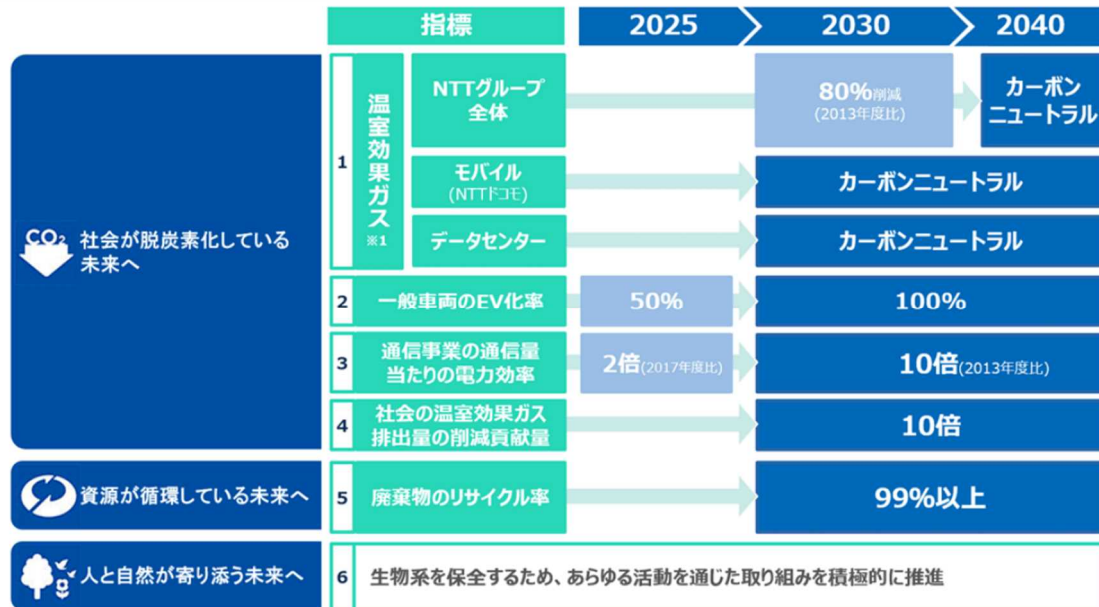 指標
2025
2030
2040
CO₂
社会が脱炭素化している
未来へ
1
温室効果ガス
※1
NTTグループ
全体
80%削減
(2013年度比)
カーボン
ニュートラル
モバイル
(NTTドコモ)
カーボンニュートラル
データセンター
カーボンニュートラル
2
一般車両のEV化率
50%
100%
3
通信事業の通信量
当たりの電力効率
2倍(2017年度比)
10倍(2013年度比)
4
社会の温室効果ガス
排出量の削減貢献量
10倍
資源が循環している未来へ
5
廃棄物のリサイクル率
99%以上
人と自然が寄り添う未来へ
6
生物系を保全するため、あらゆる活動を通じた取り組みを積極的に推進